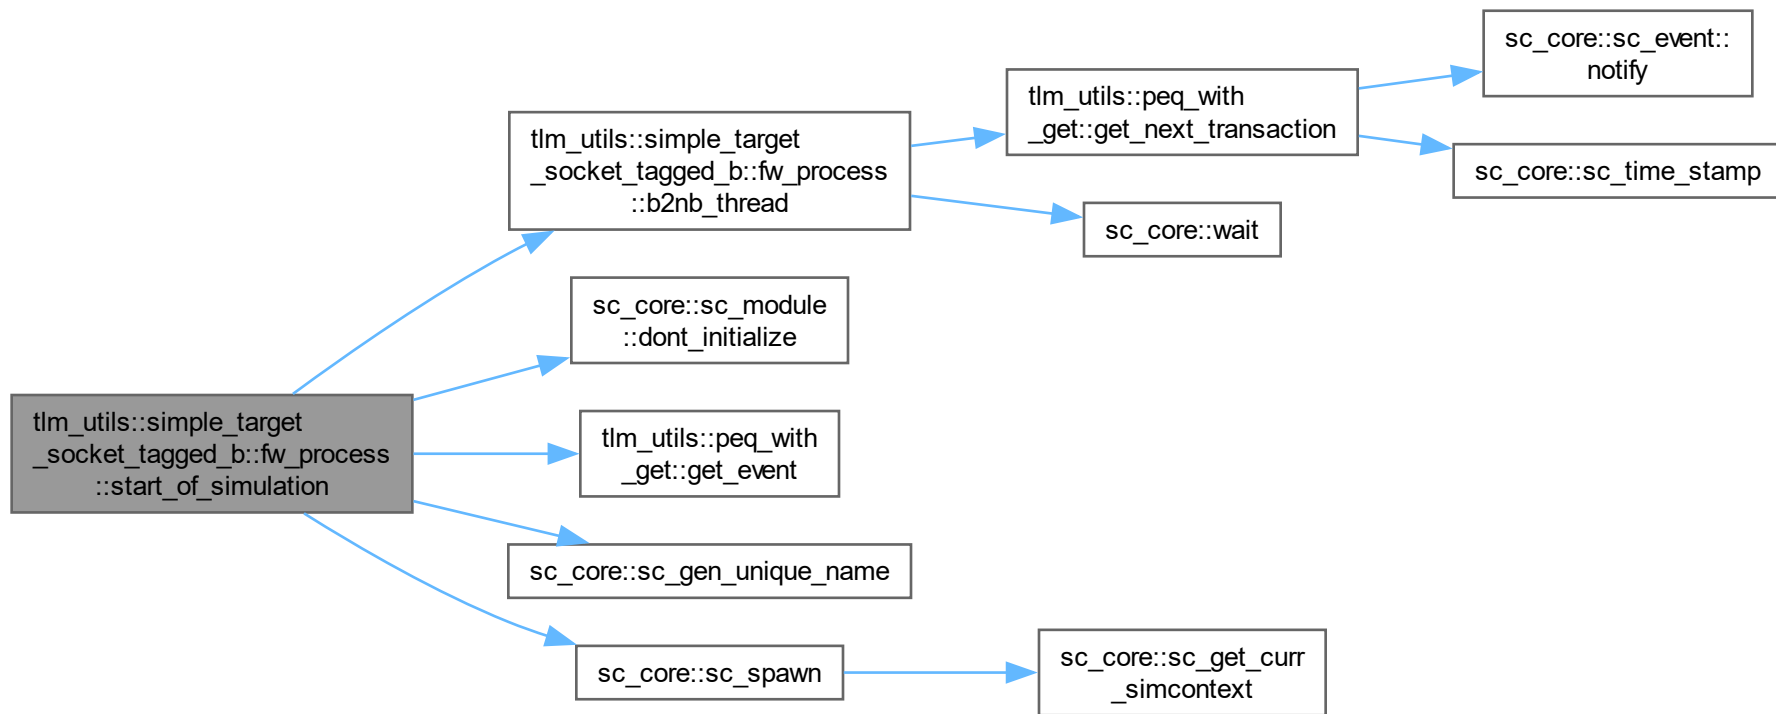 sc_core::sc_event::
notify
tlm_utils::peq_with
_get::get_next_transaction
tlm_utils::simple_target
_socket_tagged_b::fw_process
::b2nb_thread
sc_core::sc_time_stamp
sc_core::wait
sc_core::sc_module
::dont_initialize
tlm_utils::simple_target
_socket_tagged_b::fw_process
::start_of_simulation
tlm_utils::peq_with
_get::get_event
sc_core::sc_gen_unique_name
sc_core::sc_spawn
sc_core::sc_get_curr
_simcontext